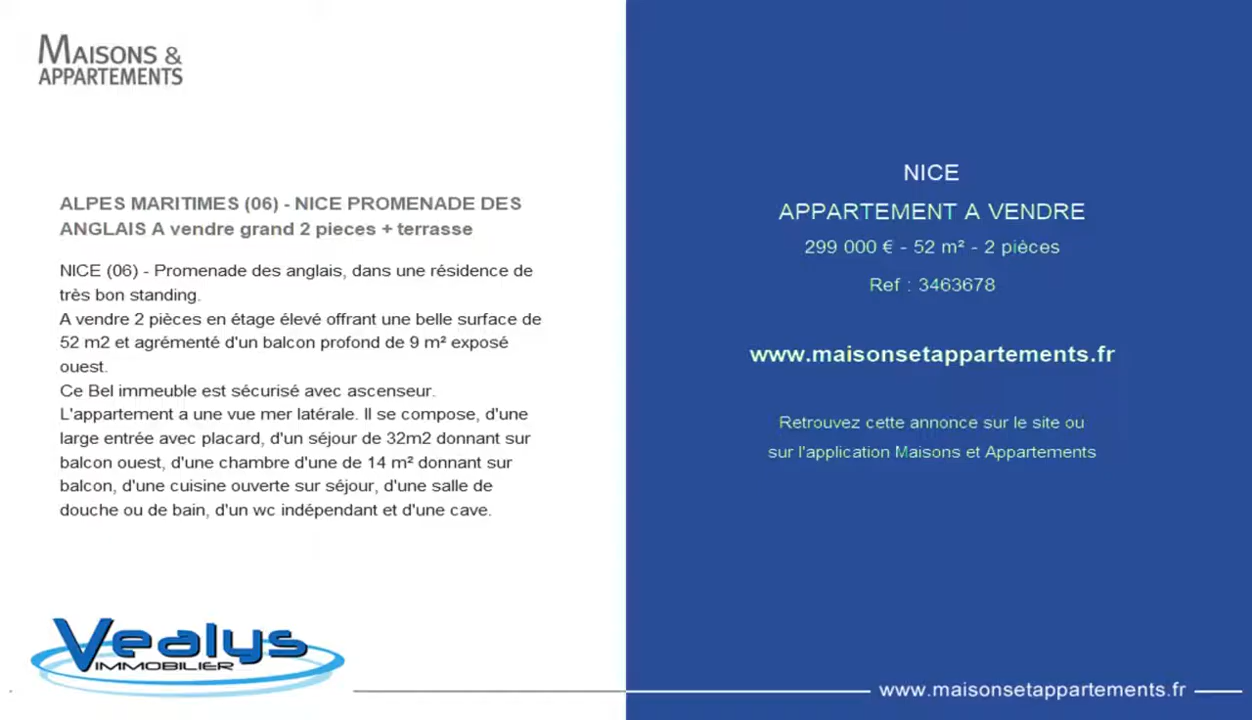 MAISONS &
APPARTEMENTS
ALPES MARITIMES (06) - NICE PROMENADE DES
ANGLAIS A vendre grand 2 pieces + terrasse
NICE (06) - Promenade des anglais, dans une résidence de
très bon standing.
A vendre 2 pièces en étage élevé offrant une belle surface de
52 m2 et agrémenté d'un balcon profond de 9 m² exposé
ouest.
Ce Bel immeuble est sécurisé avec ascenseur.
L'appartement a une vue mer latérale. Il se compose, d'une
large entrée avec placard, d'un séjour de 32m2 donnant sur
balcon ouest, d'une chambre d'une de 14 m² donnant sur
balcon, d'une cuisine ouverte sur séjour, d'une salle de
douche ou de bain, d'un wc indépendant et d'une cave.
Vealys
IMMOBILIER
NICE
APPARTEMENT A VENDRE
299 000 € - 52 m² - 2 pièces
Ref : 3463678
www.maisonsetappartements.fr
Retrouvez cette annonce sur le site ou
sur l'application Maisons et Appartements
www.maisonsetappartements.fr